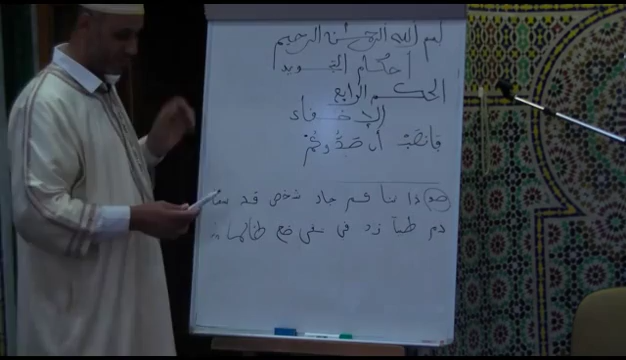 بسم الله الرحمن الرحيم
أحكام التجويد
الحكم الرابع
الإخفاء
فانصب أن صدوكم
صف ذا ثنا كم جاد شخص قد سما
دم طيبا زد في تقى ضع ظالما